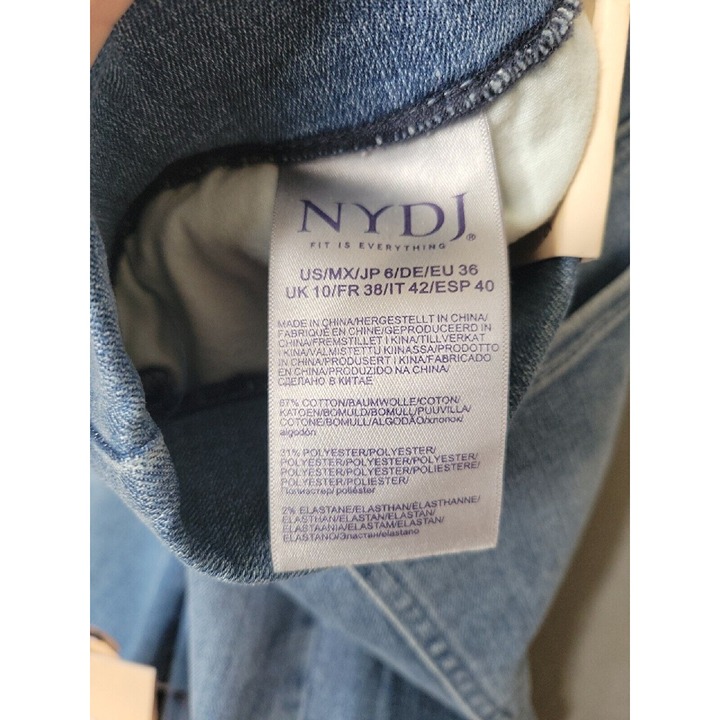 NYDJ®
FIT IS EVERYTHING
US/MX/JP 6/DE/EU 36
UK 10/FR 38/IT 42/ESP 40
MADE IN CHINA/HERGESTELLT IN CHINA/
FABRIQUÉ EN CHINE/GEPRODUCEERD IN
CHINA/FREMSTILLET I KINA/TILLVERKAT
I KINA/VALMISTETTU KIINASSA/PRODOTTO
IN CHINA/PRODUSERT I KINA/FABRICADO
EN CHINA/PRODUZIDO NA CHINA/
СДЕЛАНО В КИТАЕ
67% COTTON/BAUMWOLLE/COTON/
KATOEN/BOMULD/BOMULL/PUUVILLA/
COTONE/BOMULL/ALGODÃO/хлопок/
algodón
31% POLYESTER/POLYESTER/
POLYESTER/POLYESTER/POLYESTER/
POLYESTER/POLYESTERI/POLIESTERE/
POLYESTER/POLYESTER/POLIÉSTER/
Полиэстер/poliéster
2% ELASTANE/ELASTHAN/ÉLASTHANNE/
ELASTHAN/ELASTAN/ELASTAN/
ELASTAANIA/ELASTAM/ELASTAN/
ELASTANO/Эластан/elastano